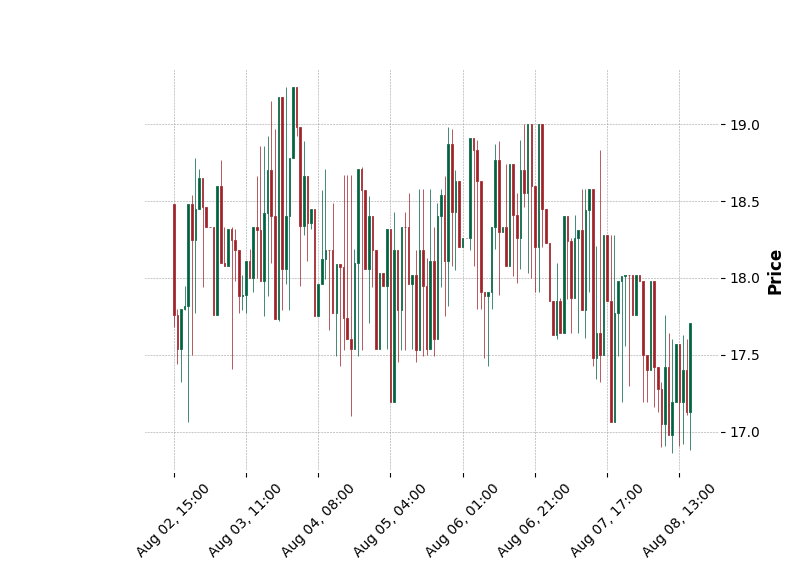 19.0
18.5
18.0
17.5
17.0
Price
Aug 02, 15:00
Aug 03, 11:00
Aug 04, 08:00
Aug 05, 04:00
Aug 06, 01:00
Aug 06, 21:00
Aug 07, 17:00
Aug 08, 13:00